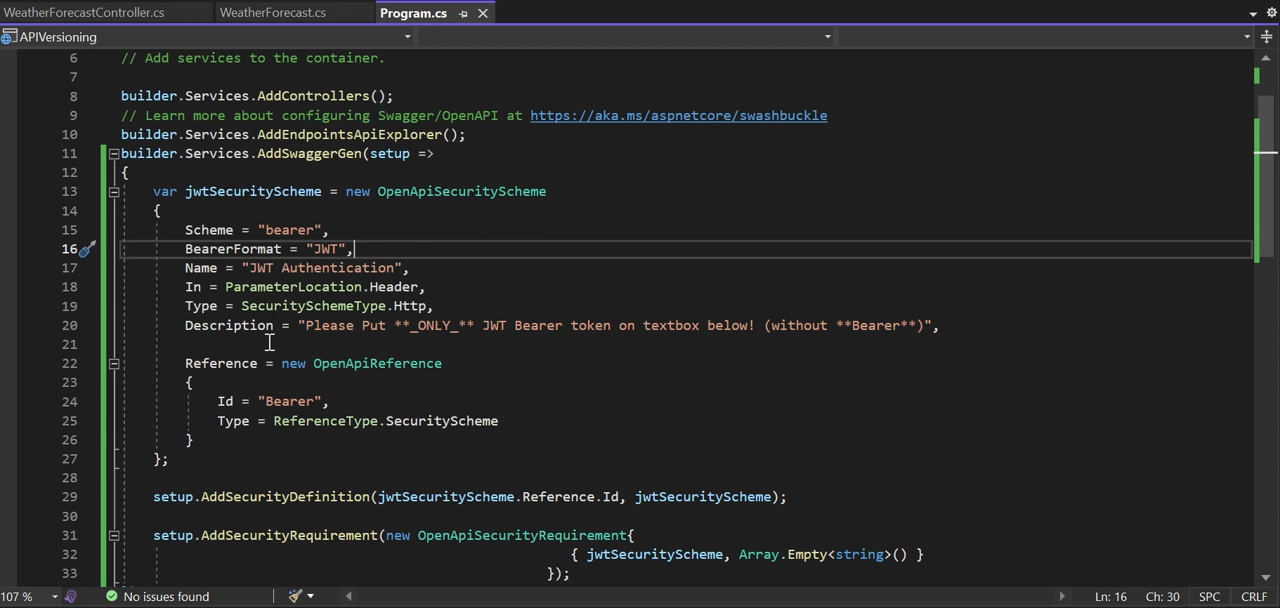 WeatherForecastController.cs WeatherForecast.cs Program.cs
APIVersioning
6 // Add services to the container.
7
8 builder.Services.AddControllers();
9 // Learn more about configuring Swagger/OpenAPI at https://aka.ms/aspnetcore/swashbuckle
10 builder.Services.AddEndpointsApiExplorer();
11 builder.Services.AddSwaggerGen(setup =>
12 {
13 var jwtSecurityScheme = new OpenApiSecurityScheme
14 {
15 Scheme = "bearer",
16 BearerFormat = "JWT",
17 Name = "JWT Authentication",
18 In = ParameterLocation.Header,
19 Type = SecuritySchemeType.Http,
20 Description = "Please Put **_ONLY_** JWT Bearer token on textbox below! (without **Bearer**)",
21
22 Reference = new OpenApiReference
23 {
24 Id = "Bearer",
25 Type = ReferenceType.SecurityScheme
26 }
27 };
28
29 setup.AddSecurityDefinition(jwtSecurityScheme.Reference.Id, jwtSecurityScheme);
30
31 setup.AddSecurityRequirement(new OpenApiSecurityRequirement{
32 { jwtSecurityScheme, Array.Empty<string>() }
33 });
107 % No issues found Ln: 16 Ch: 30 SPC CRLF